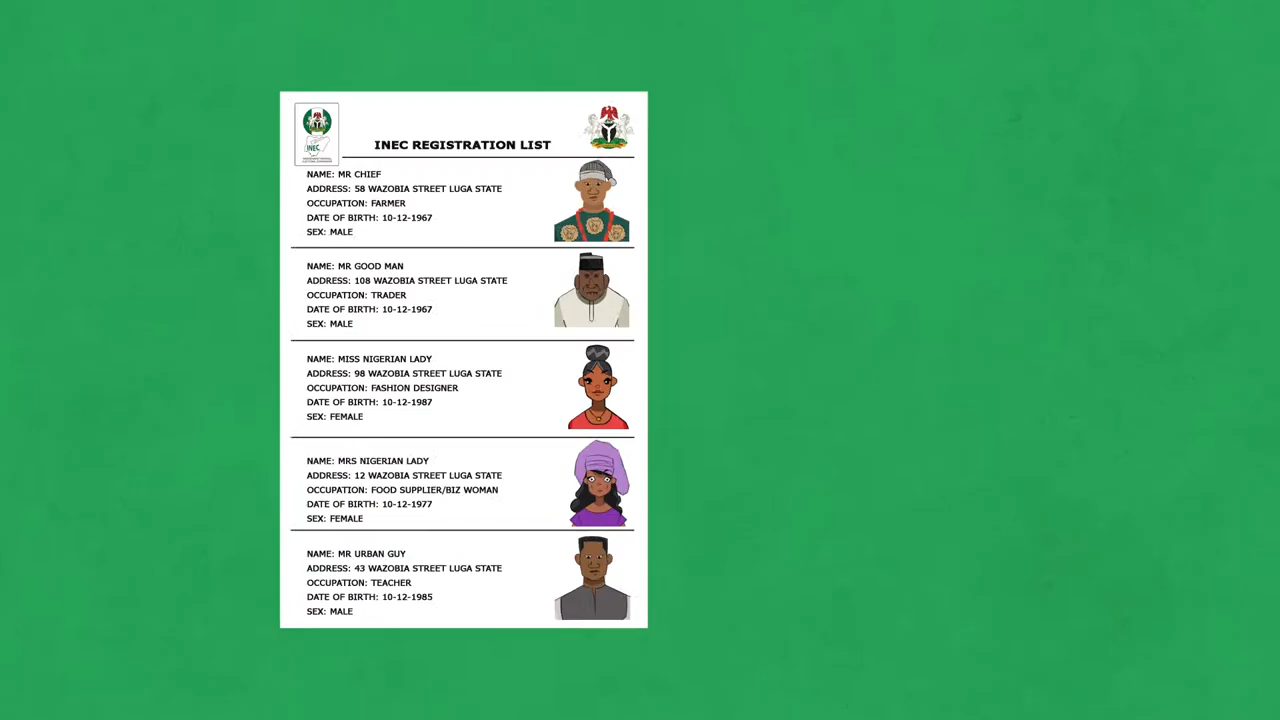 INEC
INEC REGISTRATION LIST
NAME: MR CHIEF
ADDRESS: 58 WAZOBIA STREET LUGA STATE
OCCUPATION: FARMER
DATE OF BIRTH: 10-12-1967
SEX: MALE
NAME: MR GOOD MAN
ADDRESS: 108 WAZOBIA STREET LUGA STATE
OCCUPATION: TRADER
DATE OF BIRTH: 10-12-1967
SEX: MALE
NAME: MISS NIGERIAN LADY
ADDRESS: 98 WAZOBIA STREET LUGA STATE
OCCUPATION: FASHION DESIGNER
DATE OF BIRTH: 10-12-1987
SEX: FEMALE
NAME: MRS NIGERIAN LADY
ADDRESS: 12 WAZOBIA STREET LUGA STATE
OCCUPATION: FOOD SUPPLIER/BIZ WOMAN
DATE OF BIRTH: 10-12-1977
SEX: FEMALE
NAME: MR URBAN GUY
ADDRESS: 43 WAZOBIA STREET LUGA STATE
OCCUPATION: TEACHER
DATE OF BIRTH: 10-12-1985
SEX: MALE